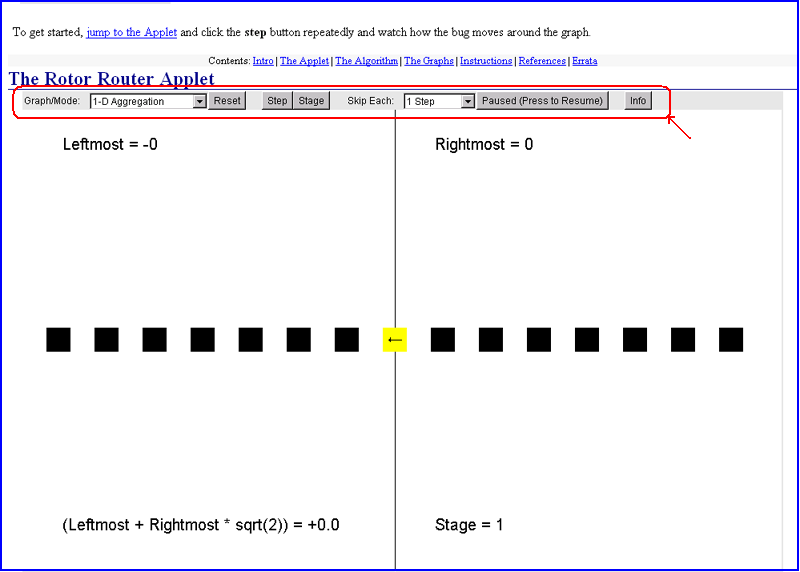 To get started, jump to the Applet and click the step button repeatedly and watch how the bug moves around the graph.
Contents: Intro | The Applet | The Algorithm | The Graphs | Instructions | References | Errata
The Rotor Router Applet
Graph/Mode: 1-D Aggregation Reset Step Stage Skip Each: 1 Step Paused (Press to Resume) Info
Leftmost = -0 Rightmost = 0
←
(Leftmost + Rightmost * sqrt(2)) = +0.0 Stage = 1